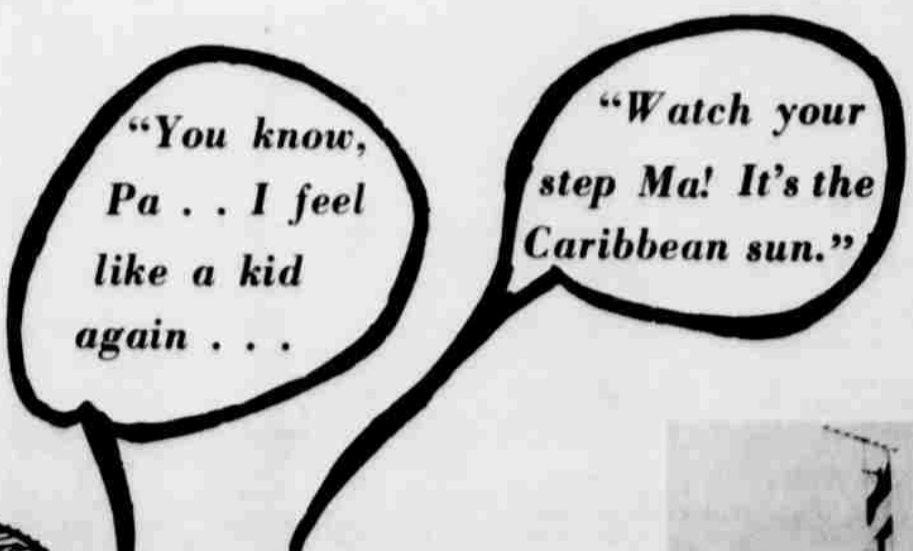 “You know,
Pa . . I feel
like a kid
again . . .
“Watch your
step Ma! It's the
Caribbean sun.”